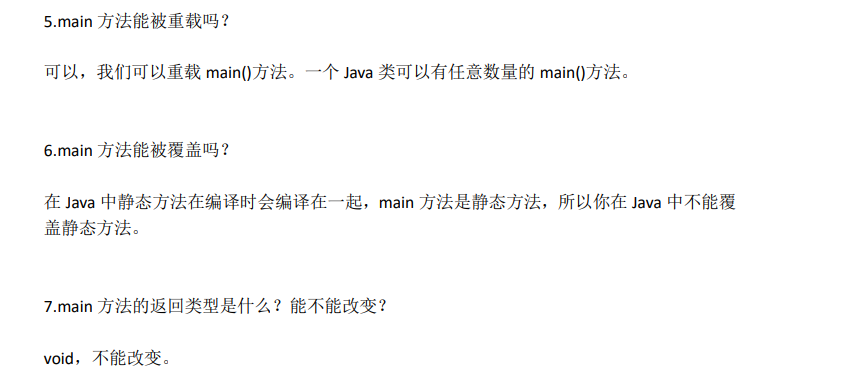 5.main 方法能被重载吗？
可以，我们可以重载 main()方法。一个 Java 类可以有任意数量的 main()方法。
6.main 方法能被覆盖吗？
在 Java 中静态方法在编译时会编译在一起，main 方法是静态方法，所以你在 Java 中不能覆
盖静态方法。
7.main 方法的返回类型是什么？能不能改变？
void，不能改变。